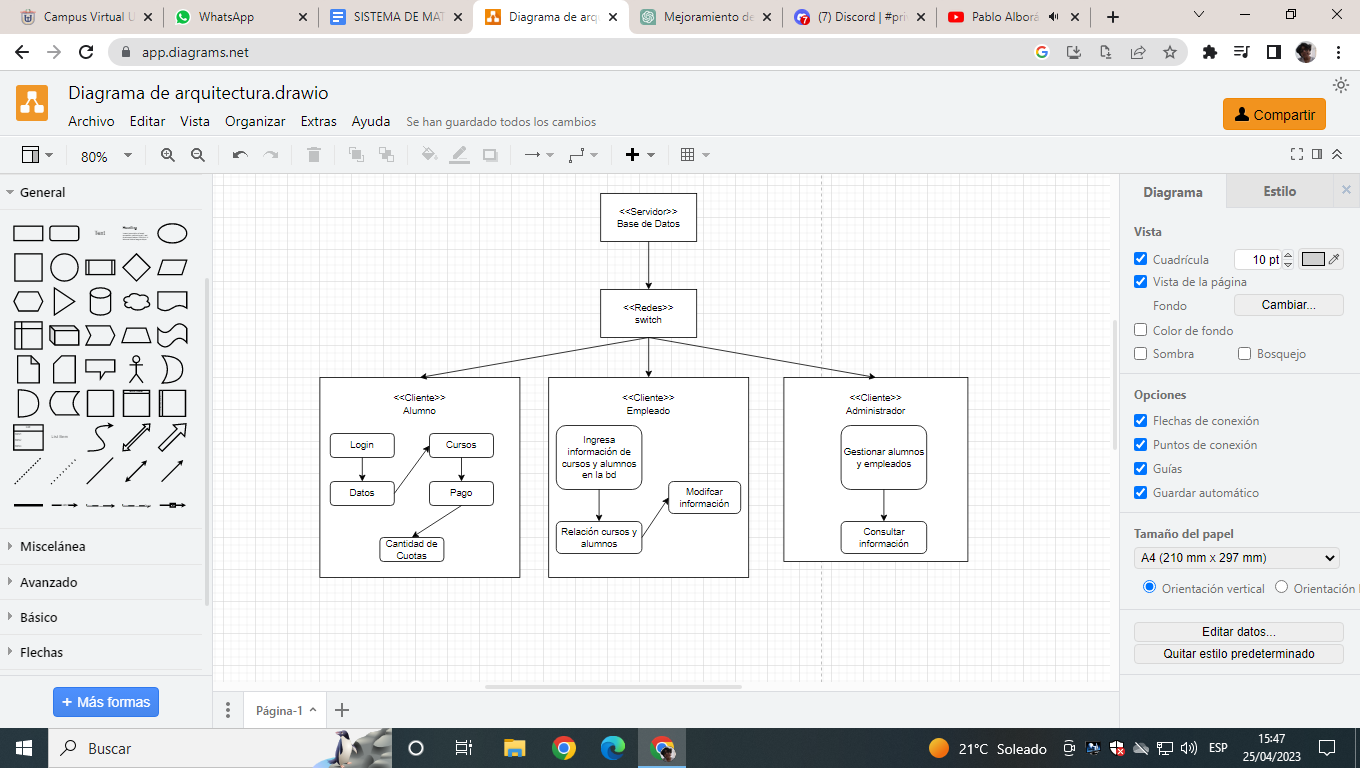 Campus Virtual U
WhatsApp
SISTEMA DE MAT
Diagrama de arq
Mejoramiento de
(7) Discord | #pri
Pablo Alborá
app.diagrams.net
Diagrama de arquitectura.drawio
Archivo Editar Vista Organizar Extras Ayuda Se han guardado todos los cambios
Compartir
80%
General
Text
Heading
List Item
Miscelánea
Avanzado
Básico
Flechas
+ Más formas
<<Servidor>>
Base de Datos
<<Redes>>
switch
<<Cliente>>
Alumno
Login
Cursos
Datos
Pago
Cantidad de
Cuotas
<<Cliente>>
Empleado
Ingresa
información de
cursos y alumnos
en la bd
Modifcar
información
Relación cursos y
alumnos
<<Cliente>>
Administrador
Gestionar alumnos
y empleados
Consultar
información
Página-1
Diagrama
Estilo
Vista
Cuadrícula
10 pt
Vista de la página
Fondo
Cambiar...
Color de fondo
Sombra
Bosquejo
Opciones
Flechas de conexión
Puntos de conexión
Guías
Guardar automático
Tamaño del papel
A4 (210 mm x 297 mm)
Orientación vertical
Orientación
Editar datos...
Quitar estilo predeterminado
Buscar
21°C Soleado
ESP
15:47
25/04/2023